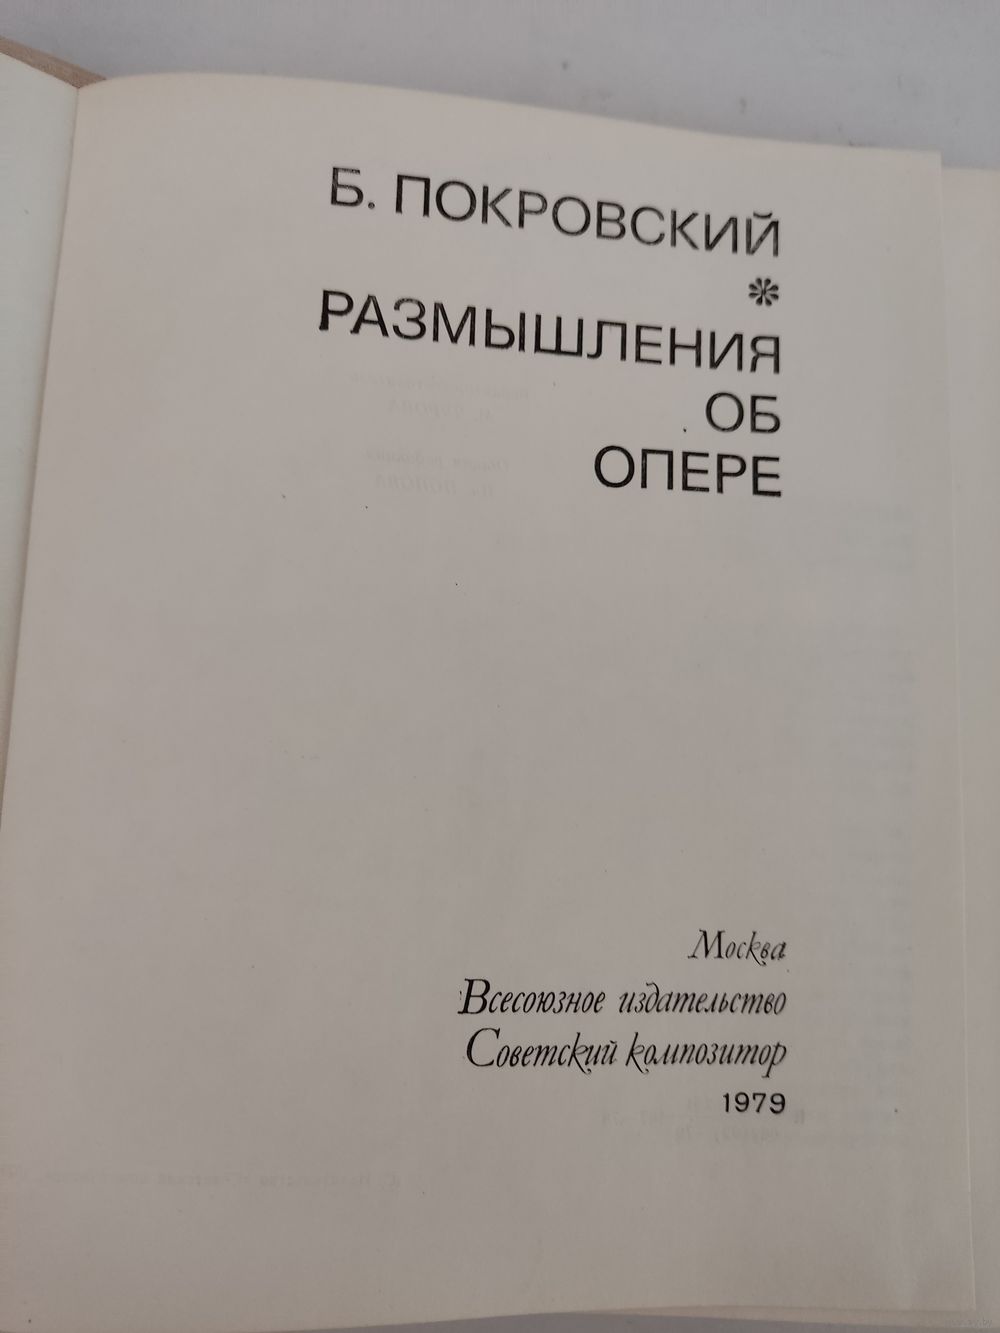 Б. ПОКРОВСКИЙ
*
РАЗМЫШЛЕНИЯ
ОБ
ОПЕРЕ
Москва
Всесоюзное издательство
Советский композитор
1979